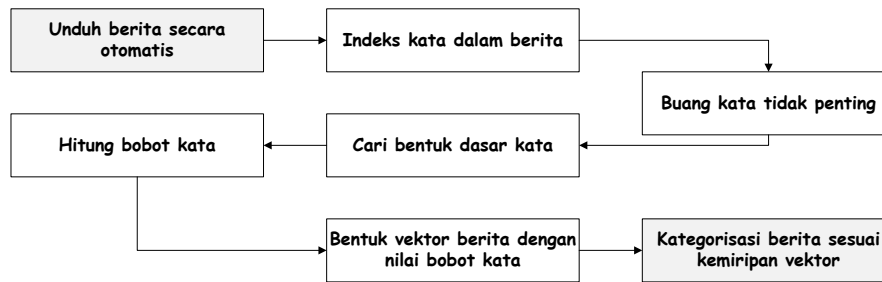 Unduh berita secara
otomatis
Indeks kata dalam berita
Buang kata tidak penting
Cari bentuk dasar kata
Hitung bobot kata
Bentuk vektor berita dengan
nilai bobot kata
Kategorisasi berita sesuai
kemiripan vektor